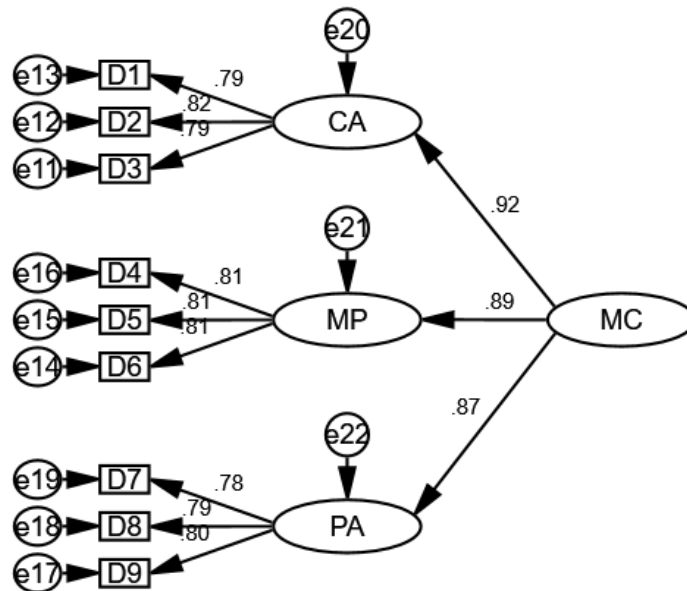 e20
e13 D1 .79
CA
e12 D2 .82
.79
e11 D3
.92
e21
e16 D4 .81
e15 D5 .81
MP .89 MC
.81
e14 D6
.87
e22
e19 D7 .78
e18 D8 .79
PA
.80
e17 D9